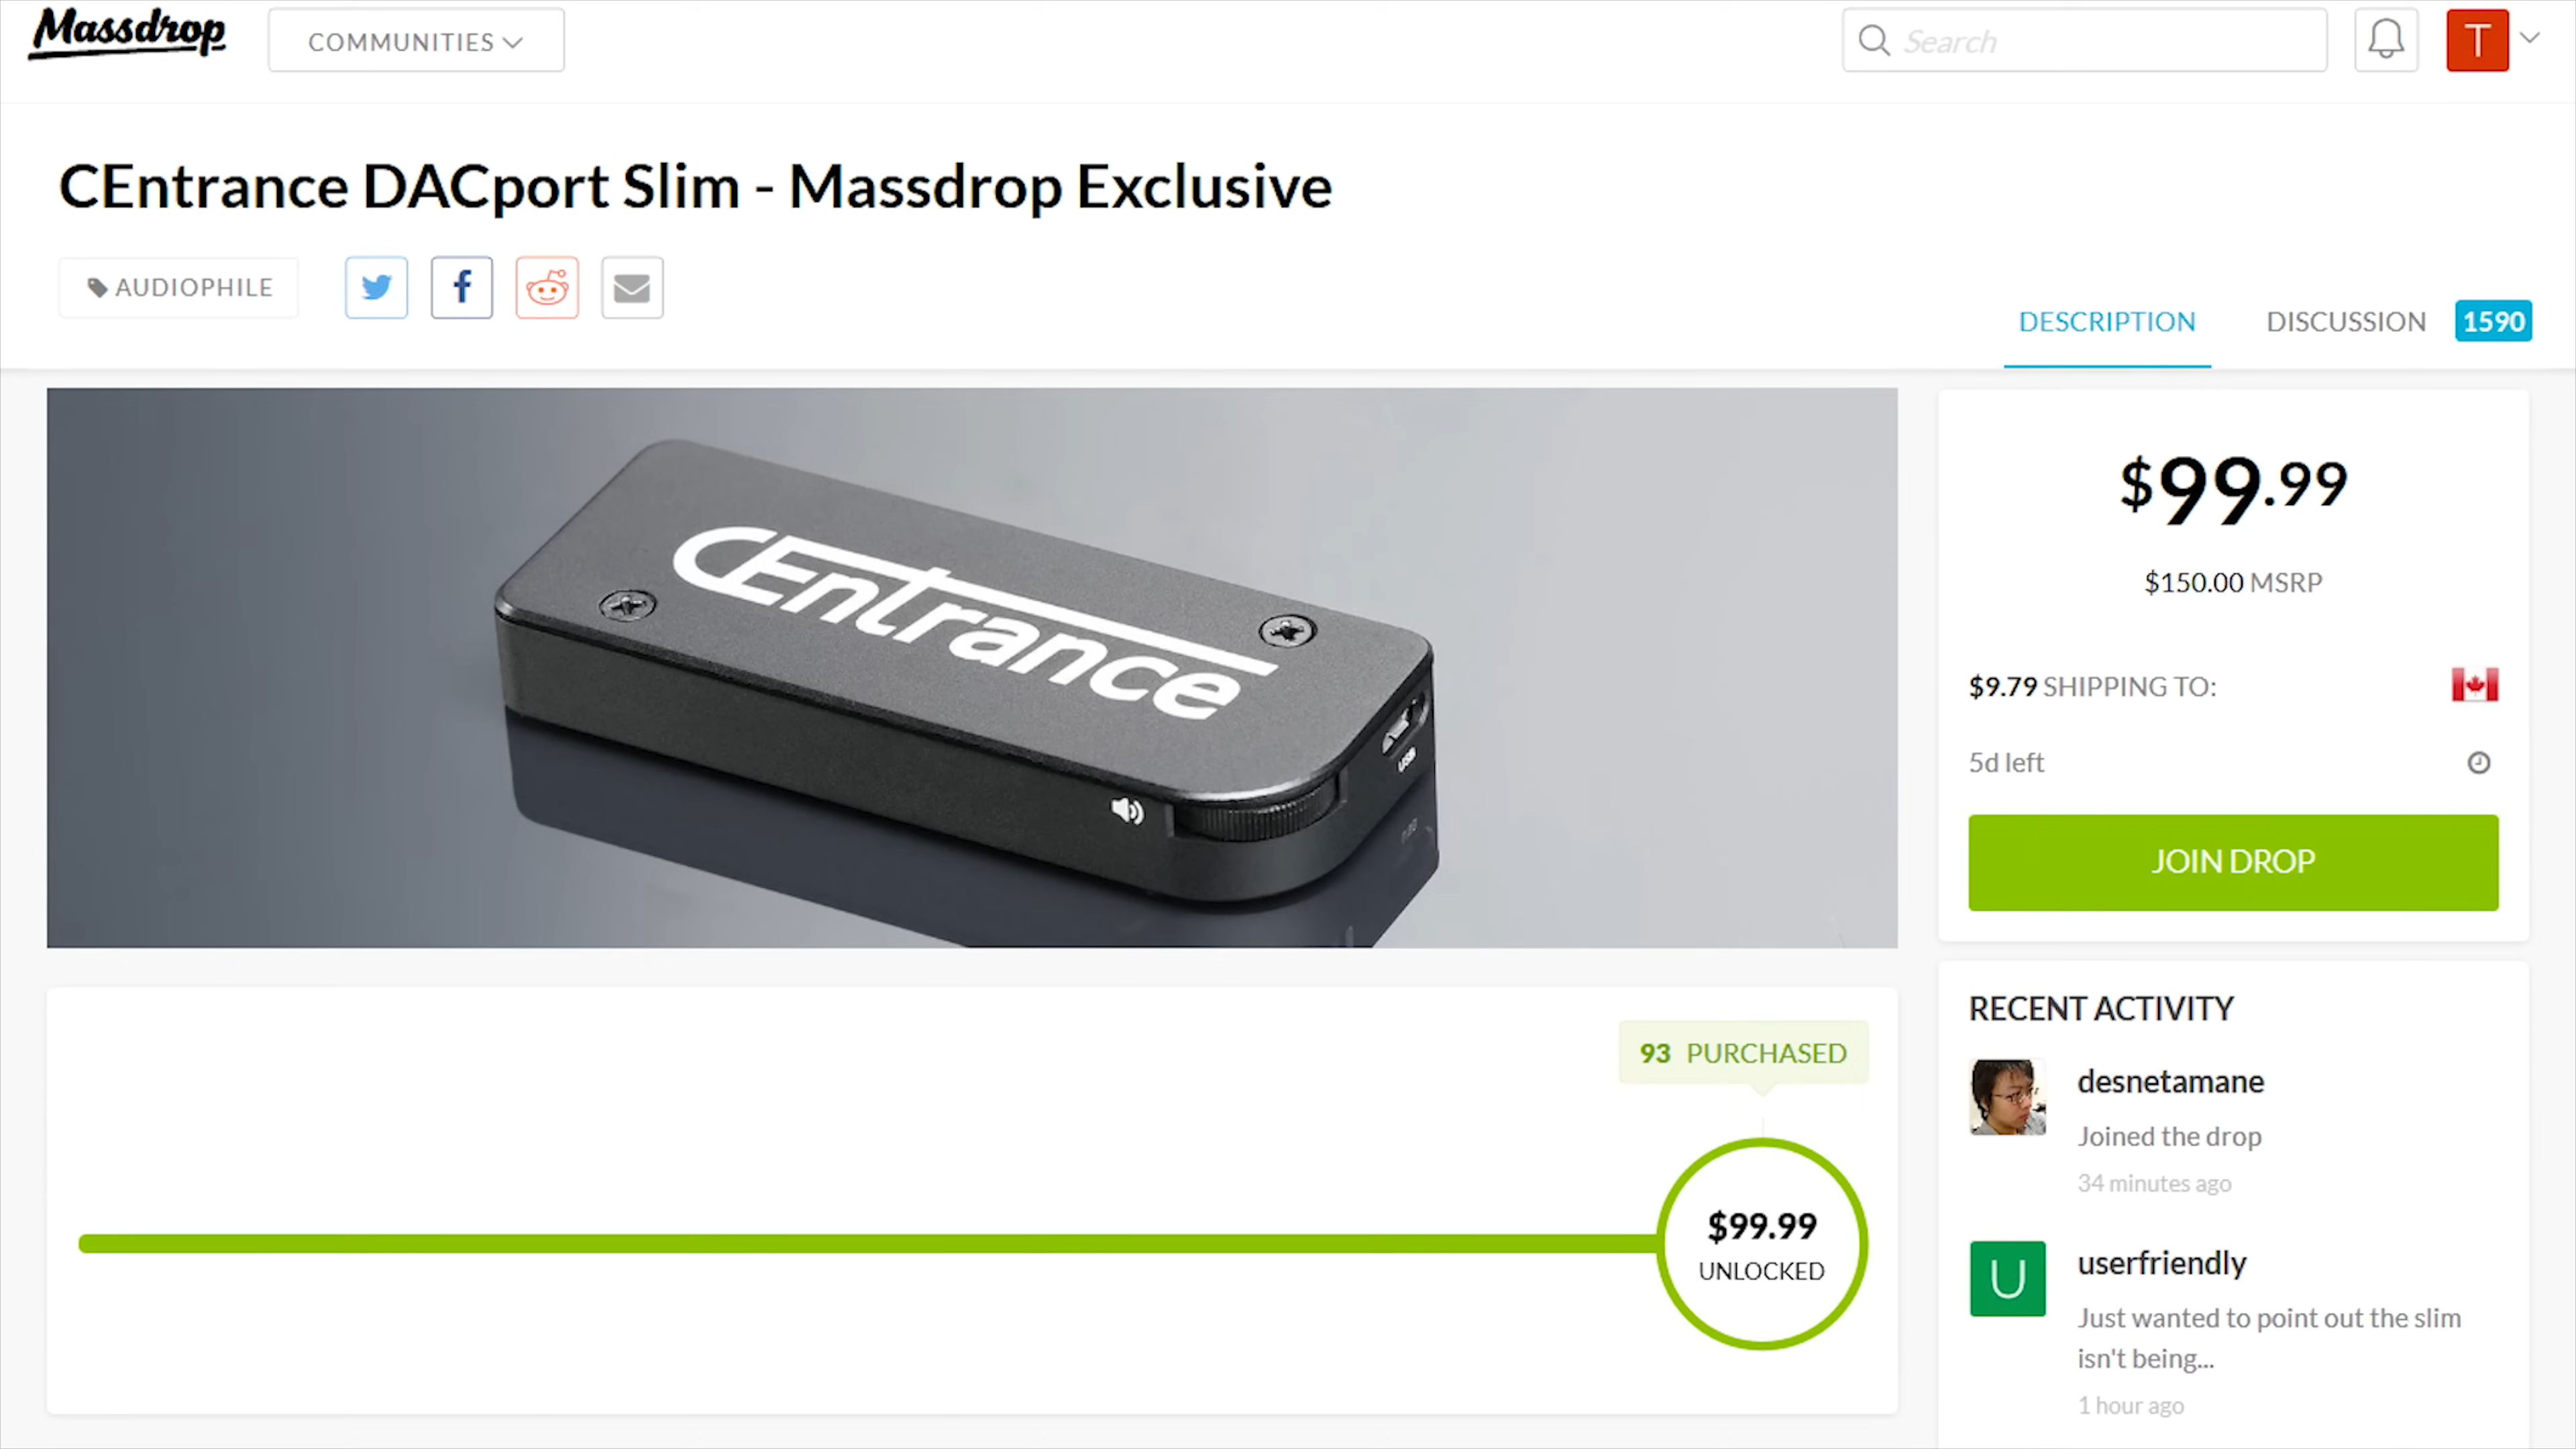 Massdrop
COMMUNITIES
Search
T
CEntrance DACport Slim - Massdrop Exclusive
AUDIOPHILE
DESCRIPTION
DISCUSSION 1590
CEntrance
USB
$99.99
$150.00 MSRP
$9.79 SHIPPING TO:
5d left
JOIN DROP
93 PURCHASED
$99.99
UNLOCKED
RECENT ACTIVITY
desnetamane
Joined the drop
34 minutes ago
U
userfriendly
Just wanted to point out the slim
isn't being...
1 hour ago